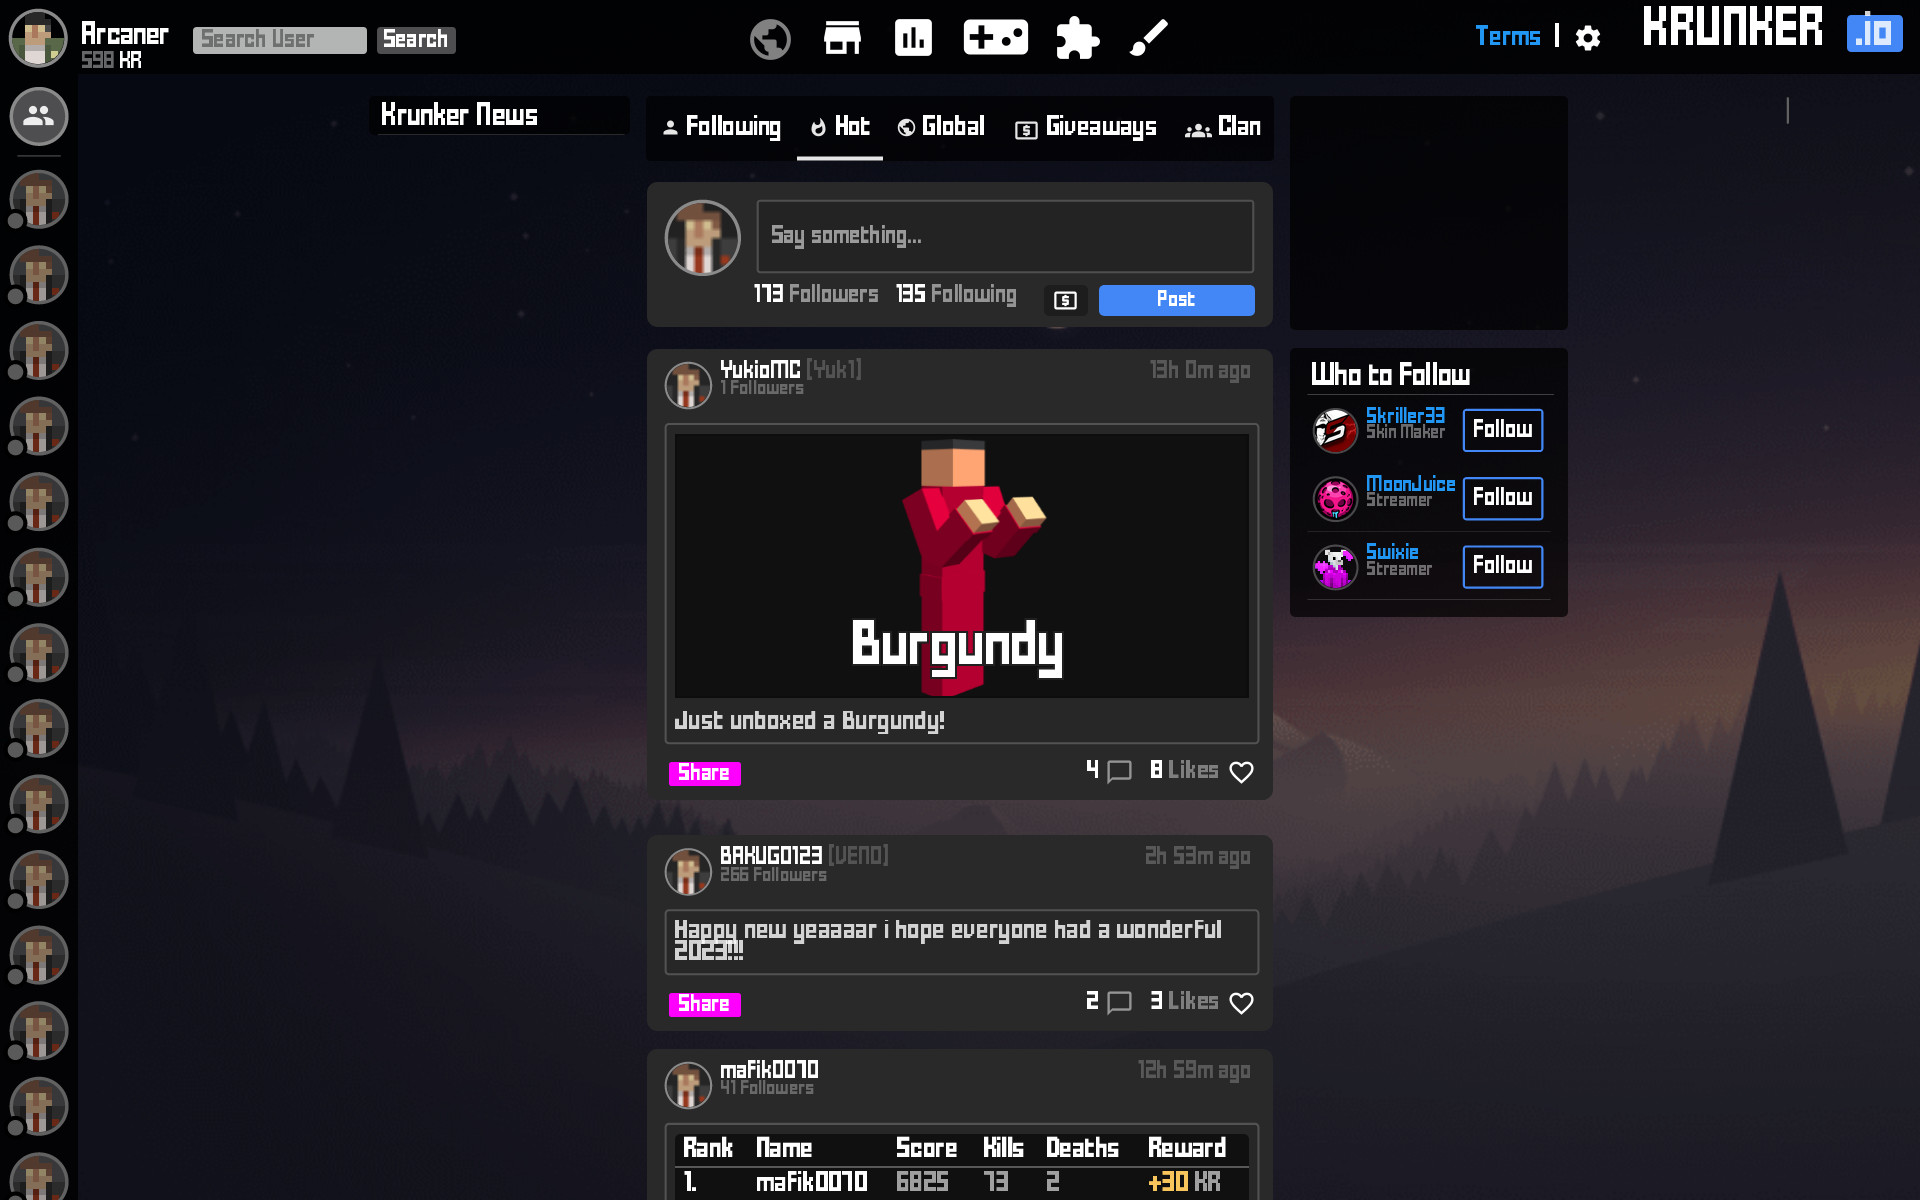 Arcaner
598 KR
Search User
Search
Terms
KRUNKER
.io
Krunker News
Following
Hot
Global
Giveaways
Clan
Say something...
173 Followers
135 Following
Post
YukioMC [Yuk1]
1 Followers
13h 0m ago
Burgundy
Just unboxed a Burgundy!
Share
4
8 Likes
BAKUGO123 [VENO]
266 Followers
2h 53m ago
Happy new yeaaaar i hope everyone had a wonderful
2023!!!
Share
2
3 Likes
mafik0070
41 Followers
12h 59m ago
Rank Name Score Kills Deaths Reward
1. mafik0070 6825 73 2 +30 KR
Who to Follow
Skriller33
Skin Maker
Follow
MoonJuice
Streamer
Follow
Swixie
Streamer
Follow